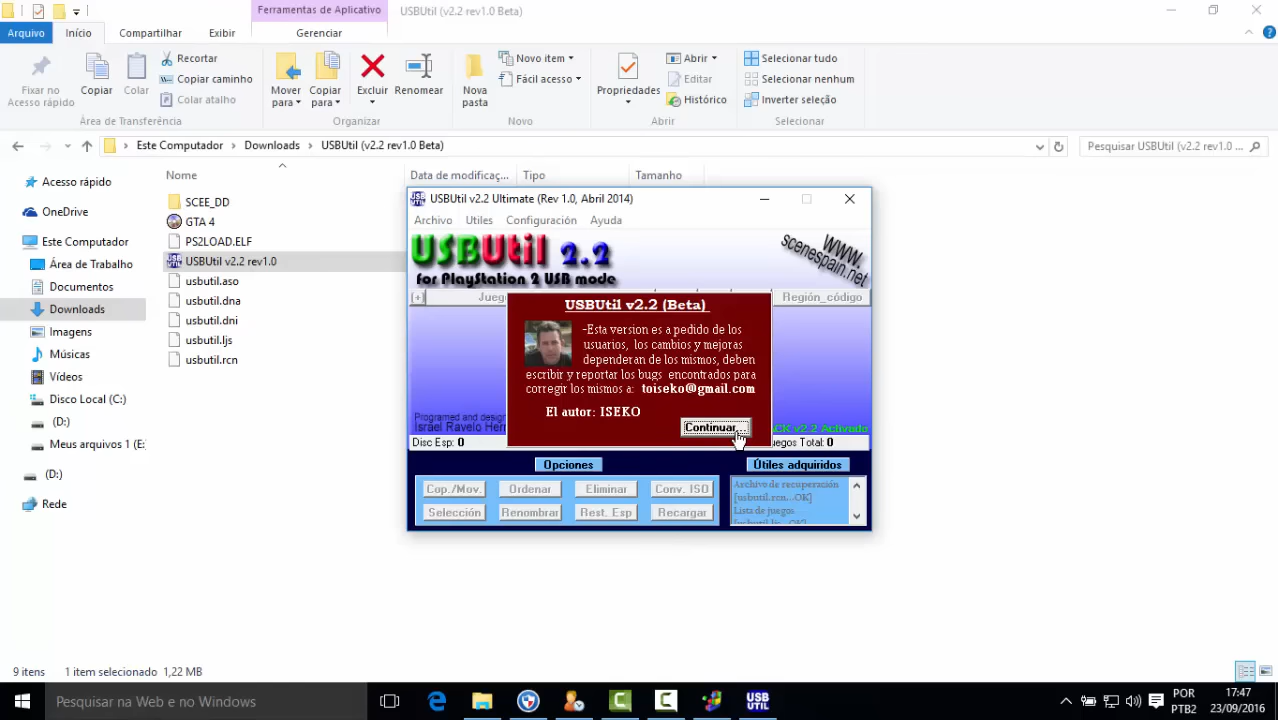 Ferramentas de Aplicativo
USBUtil (v2.2 rev1.0 Beta)
Arquivo
Início
Compartilhar
Exibir
Gerenciar
Fixar no
Acesso rápido
Copiar
Colar
Recortar
Copiar caminho
Colar atalho
Área de Transferência
Mover
para
Copiar
para
Excluir
Renomear
Organizar
Nova
pasta
Novo item
Fácil acesso
Novo
Propriedades
Abrir
Editar
Histórico
Abrir
Selecionar tudo
Selecionar nenhum
Inverter seleção
Selecionar
Este Computador > Downloads > USBUtil (v2.2 rev1.0 Beta)
Pesquisar USBUtil (v2.2 rev1.0 ...
Acesso rápido
OneDrive
Este Computador
Área de Trabalho
Documentos
Downloads
Imagens
Músicas
Vídeos
Disco Local (C:)
(D:)
Meus arquivos 1 (E:
(D:)
Rede
Nome
Data de modificaç...
Tipo
Tamanho
SCEE_DD
GTA 4
PS2LOAD.ELF
USBUtil v2.2 rev1.0
usbutil.aso
usbutil.dna
usbutil.dni
usbutil.ljs
usbutil.rcn
USBUtil v2.2 Ultimate (Rev 1.0, Abril 2014)
Archivo Utiles Configuración Ayuda
USBUtil 2.2
for PlayStation 2 USB mode
WWW.
scenespain.net
[+]
Región_código
USBUtil v2.2 (Beta)
-Esta version es a pedido de los
usuarios, los cambios y mejoras
dependeran de los mismos, deben
escribir y reportar los bugs encontrados para
corregir los mismos a: toiseko@gmail.com
El autor: ISEKO
Continuar...
Programed and
Israel Ravelo
v2.2 Activado
Disc Esp: 0
Total: 0
Opciones
Cop./Mov.
Ordenar
Eliminar
Conv. ISO
Selección
Renombrar
Rest. Esp
Recargar
Útiles adquiridos
Archivo de recuperación
[usbutil.rcn...OK]
Lista de juegos
9 itens
1 item selecionado 1,22 MB
Pesquisar na Web e no Windows
USB
UTIL
POR
PTB2
17:47
23/09/2016